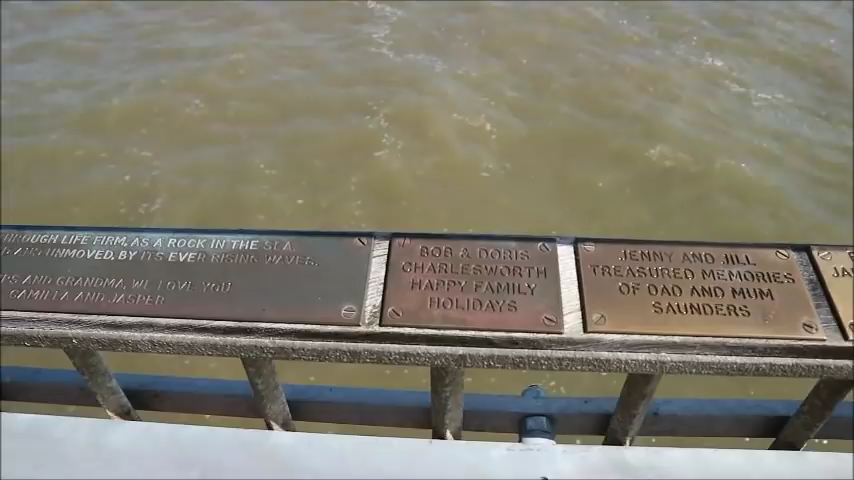 THROUGH LIFE FIRM, AS A ROCK IN THE SEA,
UNMOVED, BY ITS EVER RISING WAVES.
AND GRANDMA, WE LOVE YOU
CAMILLA AND JASPER
BOB & DORIS
CHARLESWORTH
HAPPY FAMILY
HOLIDAYS
JENNY AND JILL
TREASURED MEMORIES
OF DAD AND MUM
SAUNDERS